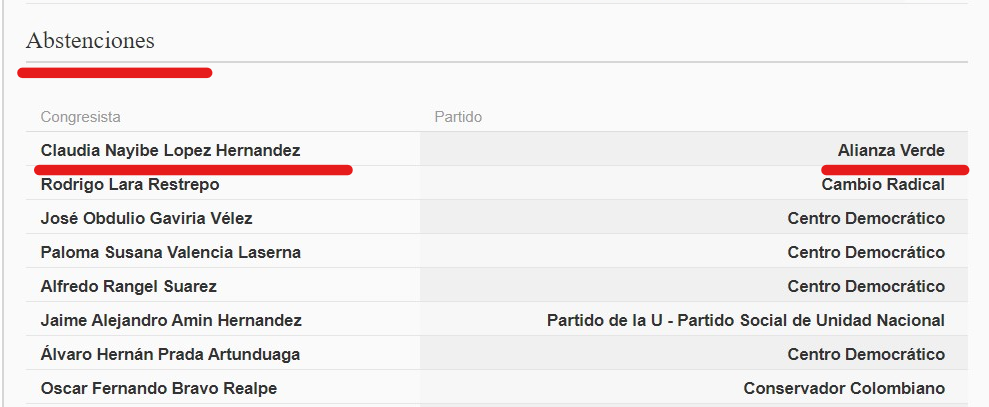 Abstenciones
Congresista Partido
Claudia Nayibe Lopez Hernandez Alianza Verde
Rodrigo Lara Restrepo Cambio Radical
José Obdulio Gaviria Vélez Centro Democrático
Paloma Susana Valencia Laserna Centro Democrático
Alfredo Rangel Suarez Centro Democrático
Jaime Alejandro Amin Hernandez Partido de la U - Partido Social de Unidad Nacional
Álvaro Hernán Prada Artunduaga Centro Democrático
Oscar Fernando Bravo Realpe Conservador Colombiano